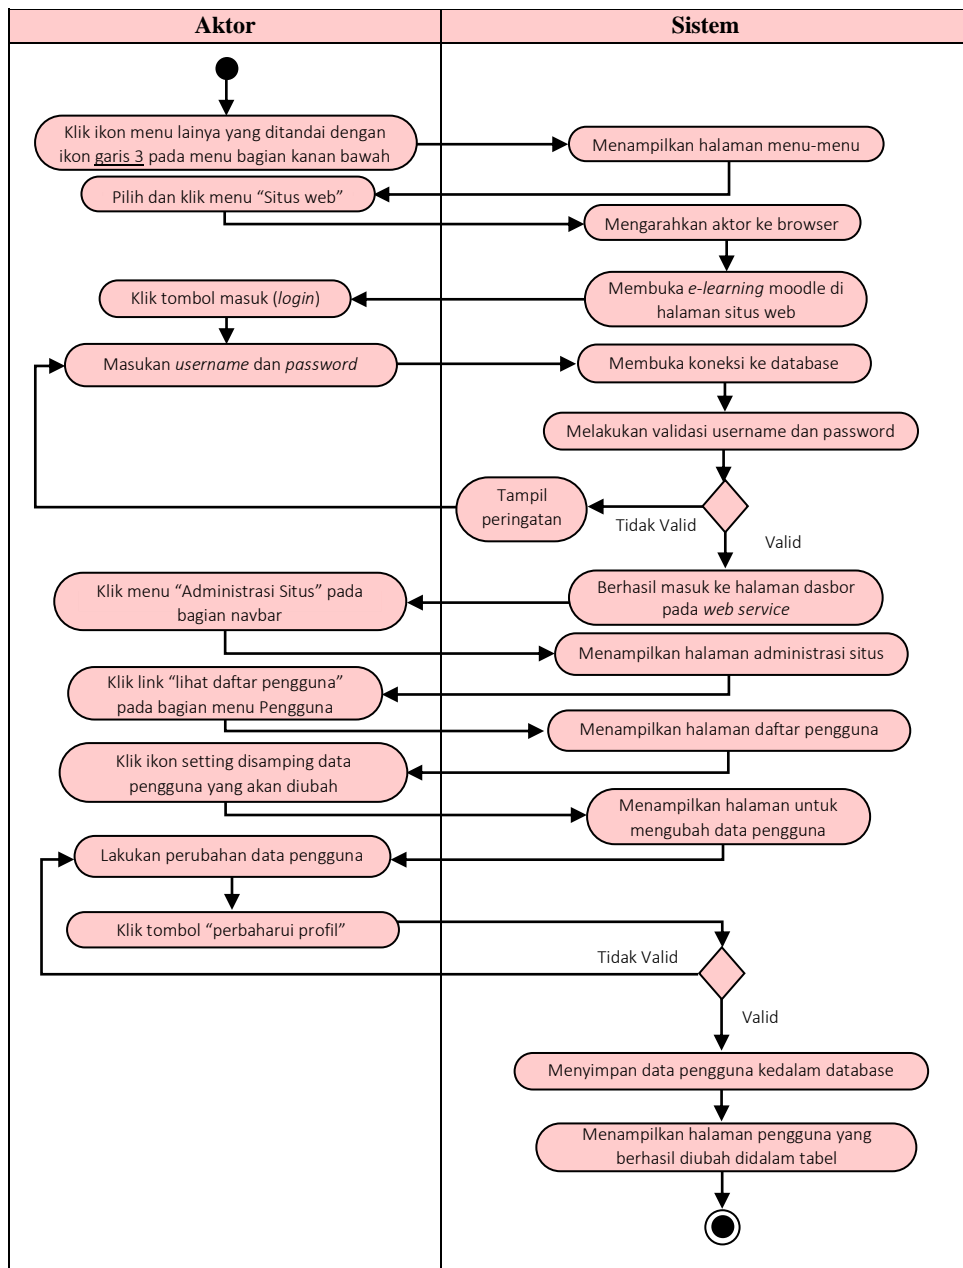 Aktor
Sistem
Klik ikon menu lainya yang ditandai dengan
ikon garis 3 pada menu bagian kanan bawah
Menampilkan halaman menu-menu
Pilih dan klik menu “Situs web”
Mengarahkan aktor ke browser
Membuka e-learning moodle di
halaman situs web
Klik tombol masuk (login)
Masukan username dan password
Membuka koneksi ke database
Melakukan validasi username dan password
Tampil
peringatan
Tidak Valid
Valid
Berhasil masuk ke halaman dasbor
pada web service
Klik menu “Administrasi Situs” pada
bagian navbar
Menampilkan halaman administrasi situs
Klik link “lihat daftar pengguna”
pada bagian menu Pengguna
Menampilkan halaman daftar pengguna
Klik ikon setting disamping data
pengguna yang akan diubah
Menampilkan halaman untuk
mengubah data pengguna
Lakukan perubahan data pengguna
Klik tombol “perbaharui profil”
Tidak Valid
Valid
Menyimpan data pengguna kedalam database
Menampilkan halaman pengguna yang
berhasil diubah didalam tabel